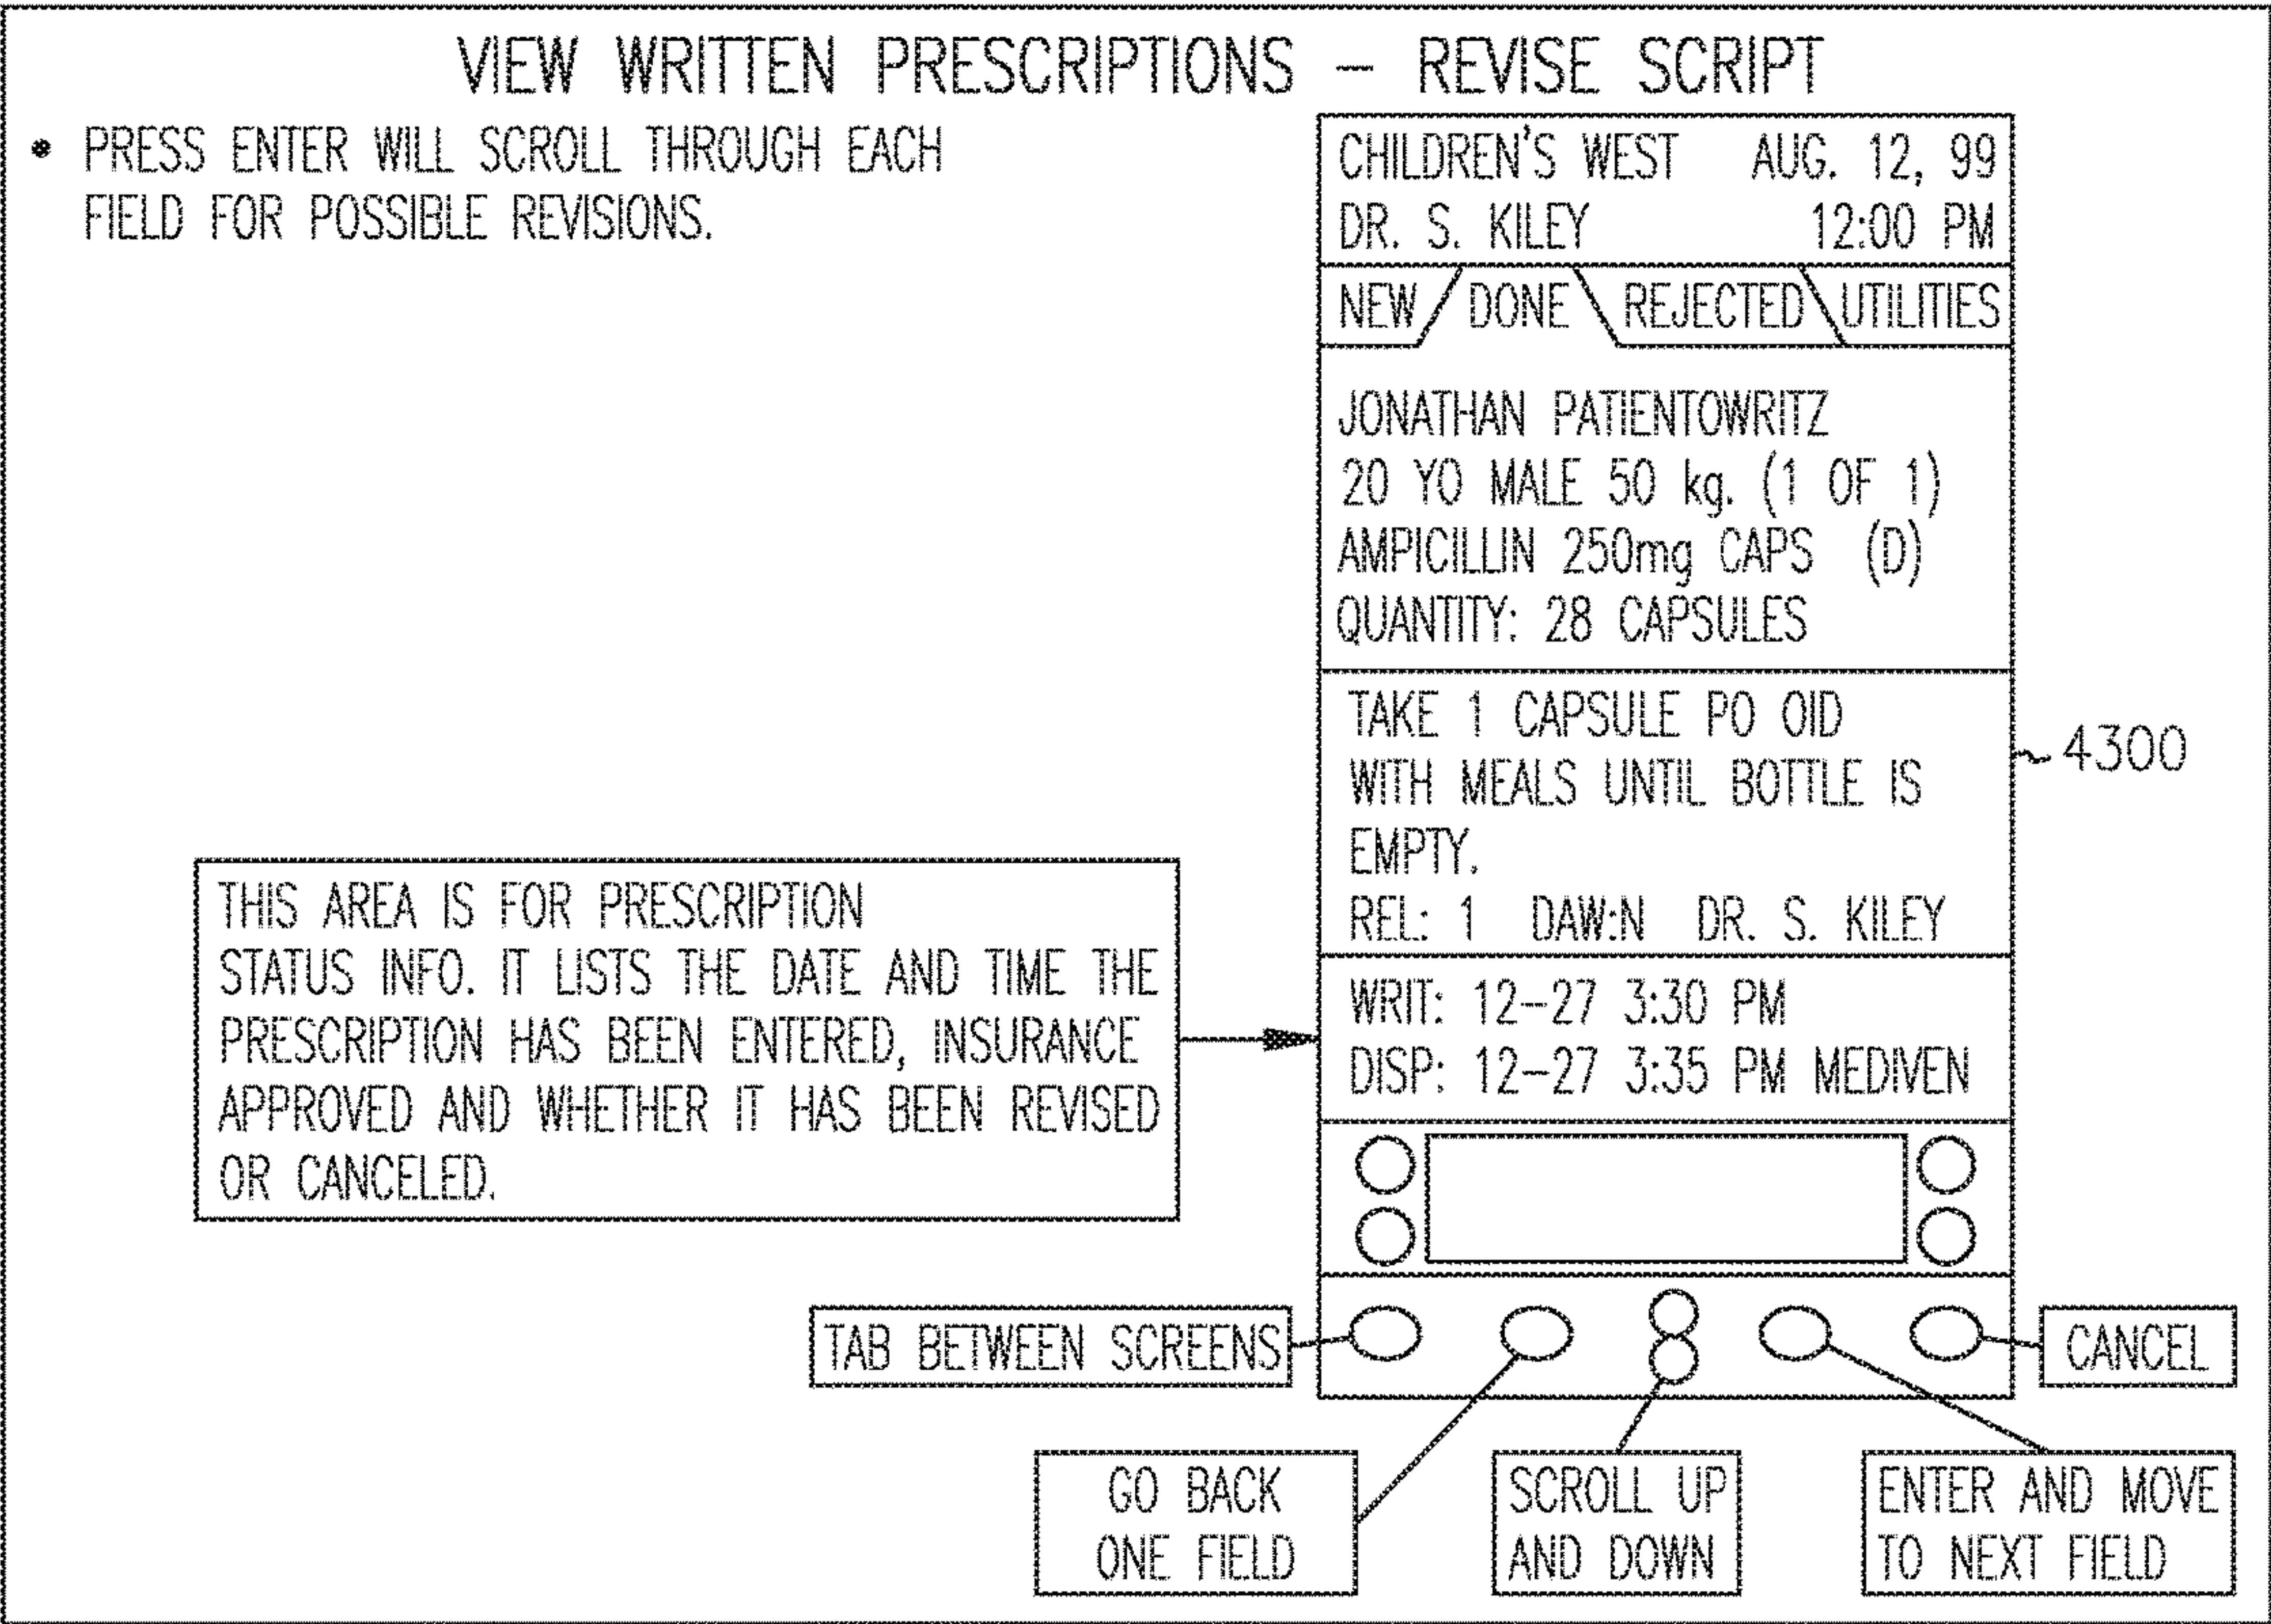 VIEW WRITTEN PRESCRIPTIONS – REVISE SCRIPT
• PRESS ENTER WILL SCROLL THROUGH EACH
FIELD FOR POSSIBLE REVISIONS.
CHILDREN'S WEST AUG. 12, 99
DR. S. KILEY 12:00 PM
NEW DONE REJECTED UTILITIES
JONATHAN PATIENTOWRITZ
20 YO MALE 50 kg. (1 OF 1)
AMPICILLIN 250mg CAPS (D)
QUANTITY: 28 CAPSULES
TAKE 1 CAPSULE PO OID
WITH MEALS UNTIL BOTTLE IS
EMPTY.
REL: 1 DAW:N DR. S. KILEY
4300
THIS AREA IS FOR PRESCRIPTION
STATUS INFO. IT LISTS THE DATE AND TIME THE
PRESCRIPTION HAS BEEN ENTERED, INSURANCE
APPROVED AND WHETHER IT HAS BEEN REVISED
OR CANCELED.
WRIT: 12–27 3:30 PM
DISP: 12–27 3:35 PM MEDIVEN
TAB BETWEEN SCREENS
CANCEL
GO BACK
ONE FIELD
SCROLL UP
AND DOWN
ENTER AND MOVE
TO NEXT FIELD